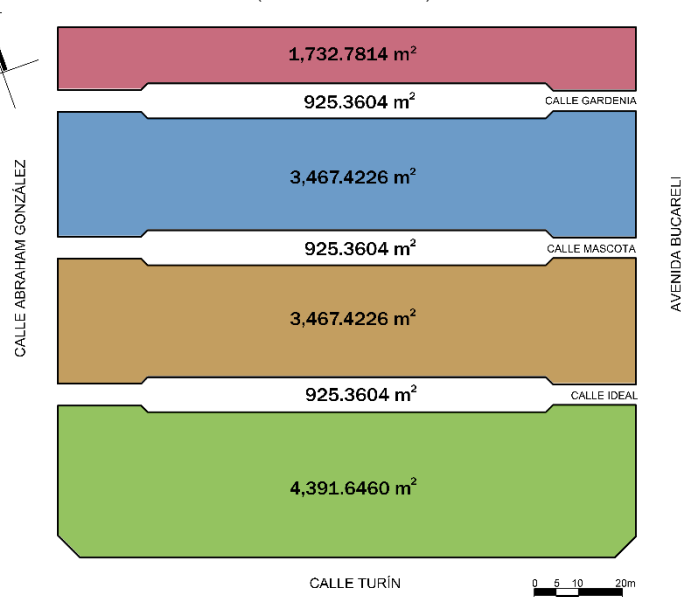 1,732.7814 m²
925.3604 m²
CALLE GARDENIA
3,467.4226 m²
CALLE ABRAHAM GONZÁLEZ
AVENIDA BUCARELI
925.3604 m²
CALLE MASCOTA
3,467.4226 m²
925.3604 m²
CALLE IDEAL
4,391.6460 m²
CALLE TURÍN
0 5 10 20m